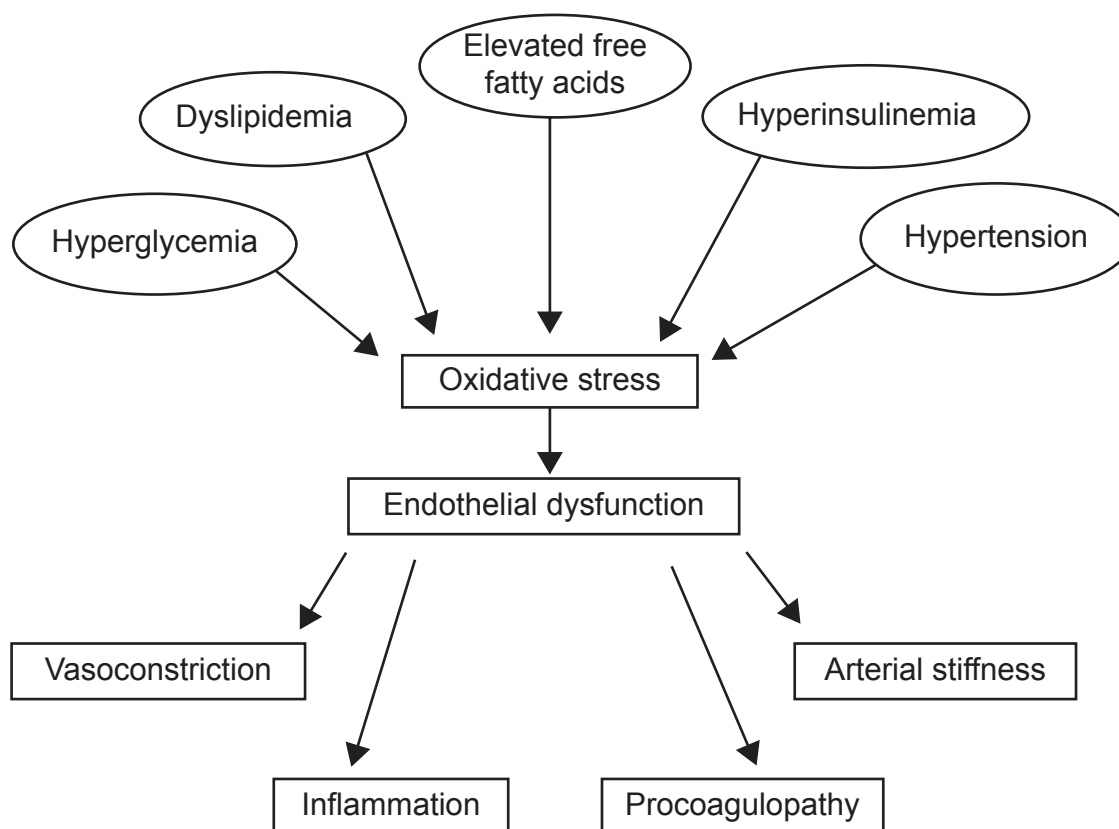 Elevated free
fatty acids
Dyslipidemia
Hyperinsulinemia
Hyperglycemia
Hypertension
Oxidative stress
Endothelial dysfunction
Vasoconstriction
Arterial stiffness
Inflammation
Procoagulopathy